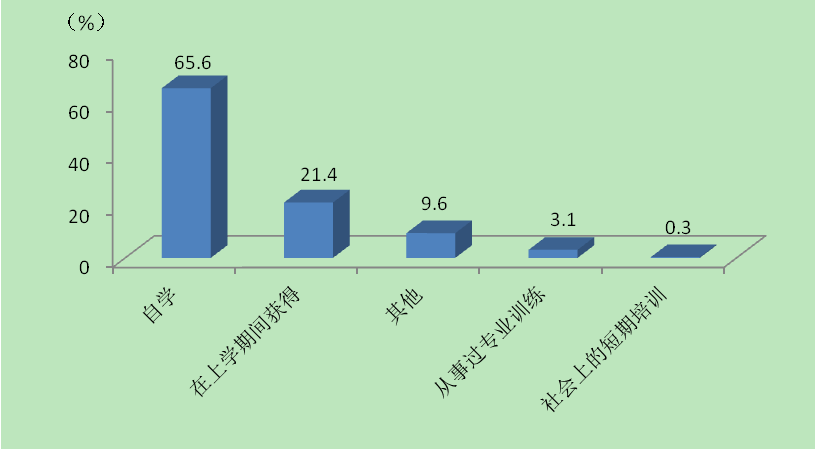 （%）
80
60
40
20
0
65.6
21.4
9.6
3.1
0.3
自学
在上学期间获得
其他
从事过专业训练
社会上的短期培训